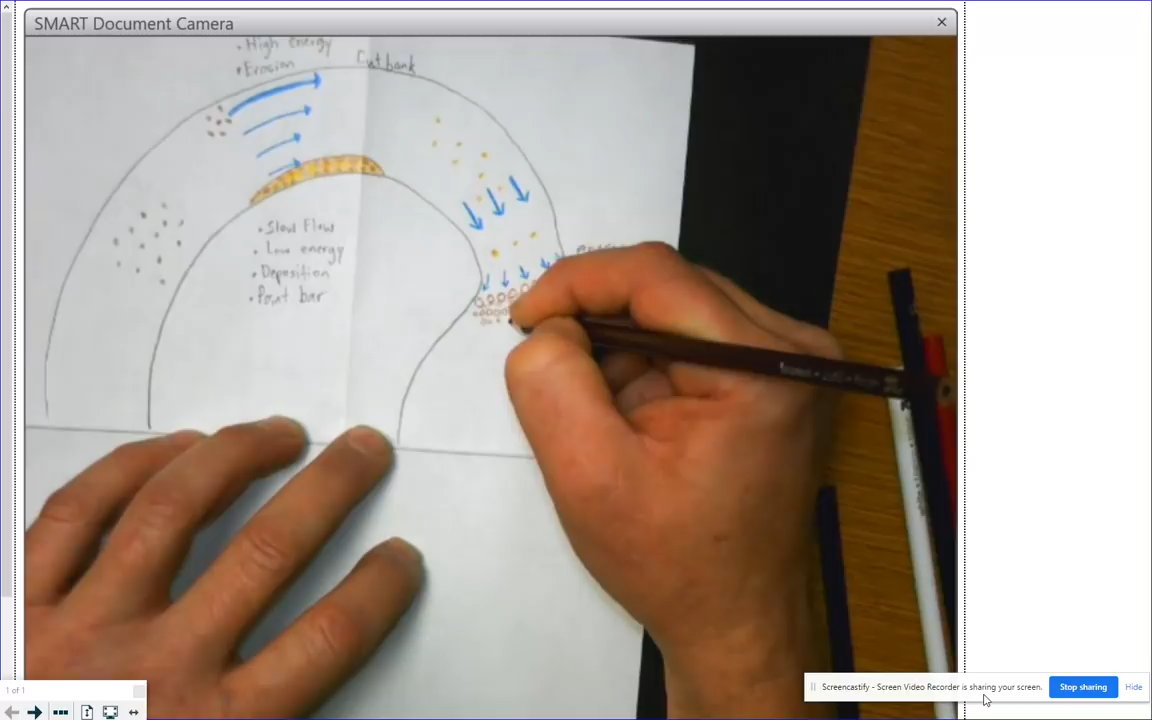 SMART Document Camera
• High energy
• Erosion
Cut bank
• Slow Flow
• Low energy
• Deposition
• Point bar
1 of 1
Screencastify - Screen Video Recorder is sharing your screen.
Stop sharing
Hide